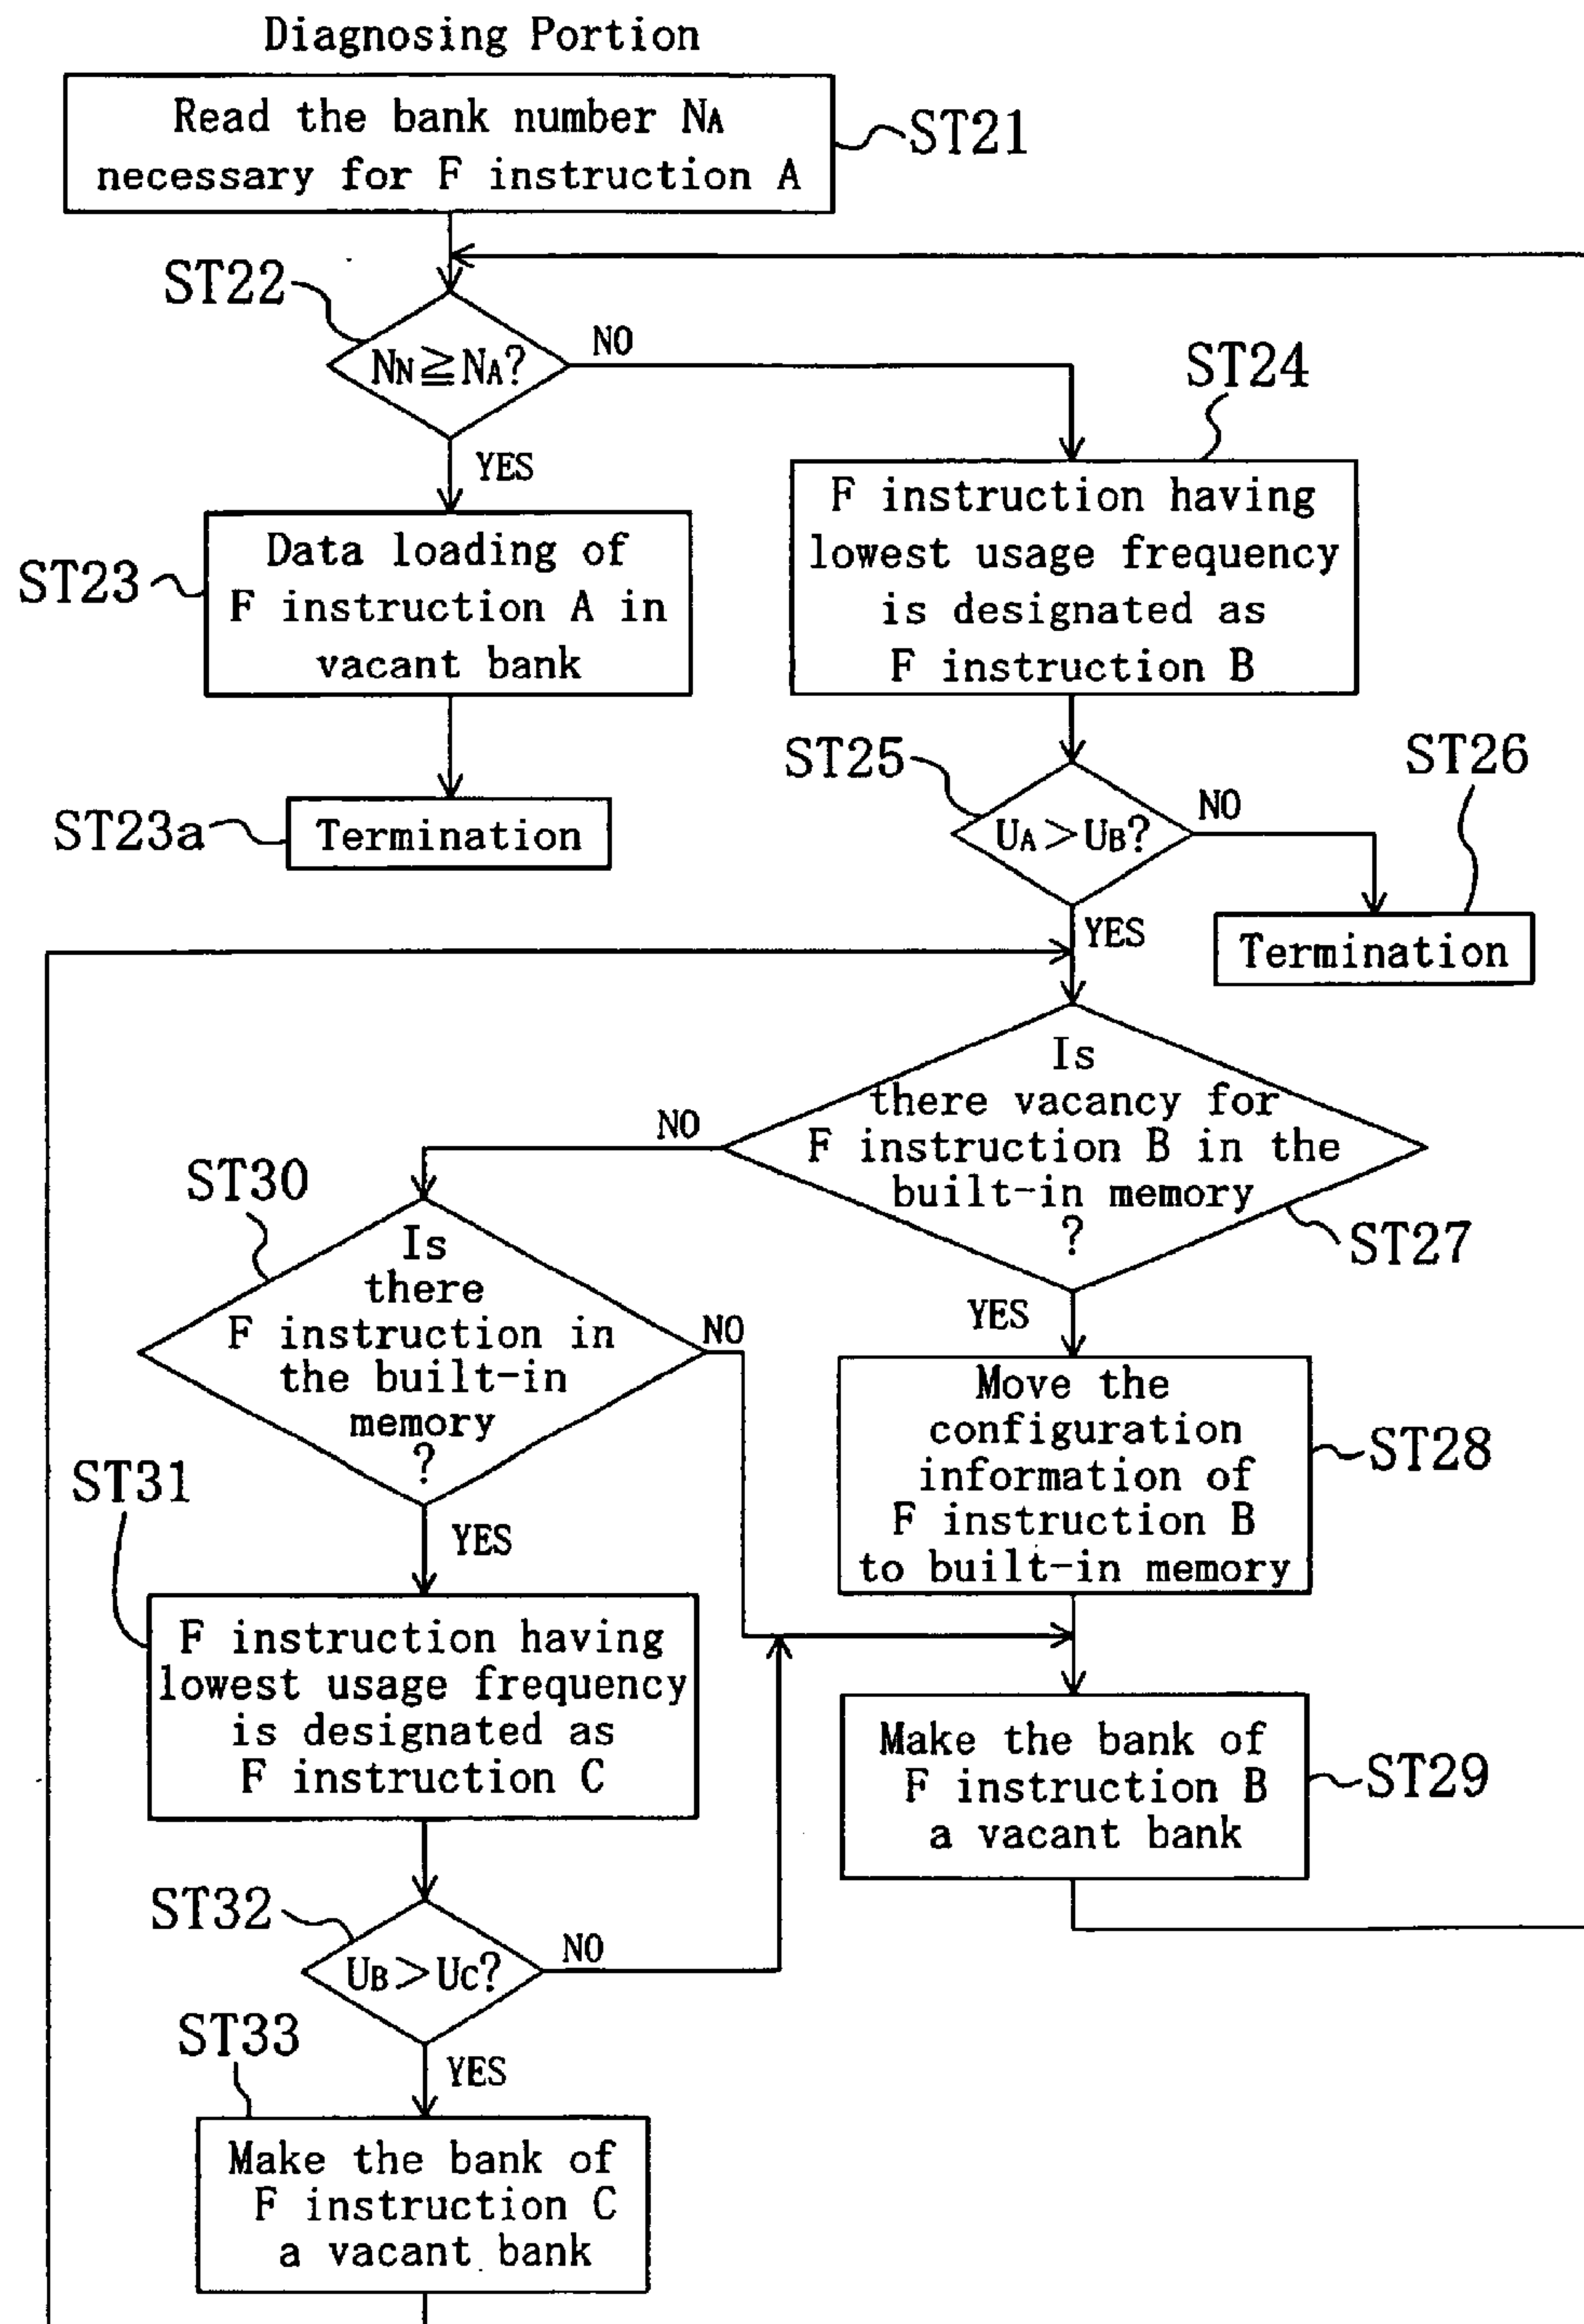 Diagnosing Portion
Read the bank number NA
necessary for F instruction A
ST21
ST22
NN≧NA?
NO
YES
ST23
Data loading of
F instruction A in
vacant bank
ST23a
Termination
ST24
F instruction having
lowest usage frequency
is designated as
F instruction B
ST25
UA>UB?
NO
YES
ST26
Termination
Is
there vacancy for
F instruction B in the
built-in memory
?
ST27
NO
YES
ST28
Move the
configuration
information of
F instruction B
to built-in memory
ST29
Make the bank of
F instruction B
a vacant bank
ST30
Is
there
F instruction in
the built-in
memory
?
NO
YES
ST31
F instruction having
lowest usage frequency
is designated as
F instruction C
ST32
UB>UC?
NO
YES
ST33
Make the bank of
F instruction C
a vacant bank